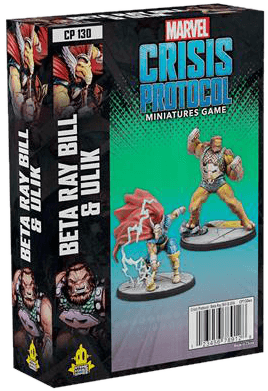 CP 130
BETA RAY BILL
& ULIK
BETA RAY BILL
& ULIK
MARVEL
CRISIS
PROTOCOL
MINIATURES GAME